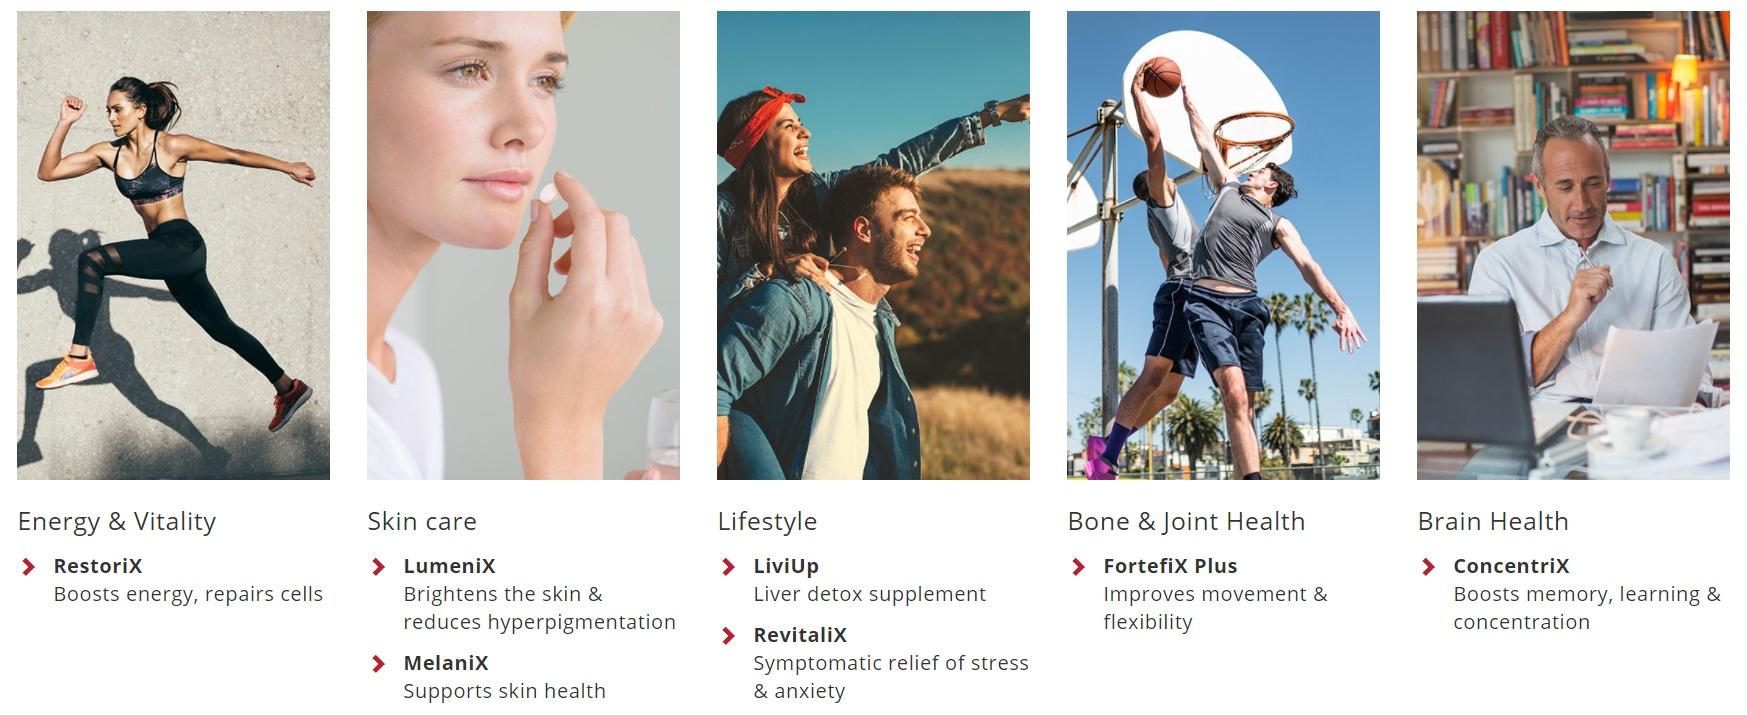 Energy & Vitality
RestoriX
Boosts energy, repairs cells
Skin care
LumeniX
Brightens the skin &
reduces hyperpigmentation
MelaniX
Supports skin health
Lifestyle
LiviUp
Liver detox supplement
RevitaliX
Symptomatic relief of stress
& anxiety
Bone & Joint Health
FortefiX Plus
Improves movement &
flexibility
Brain Health
ConcentriX
Boosts memory, learning &
concentration